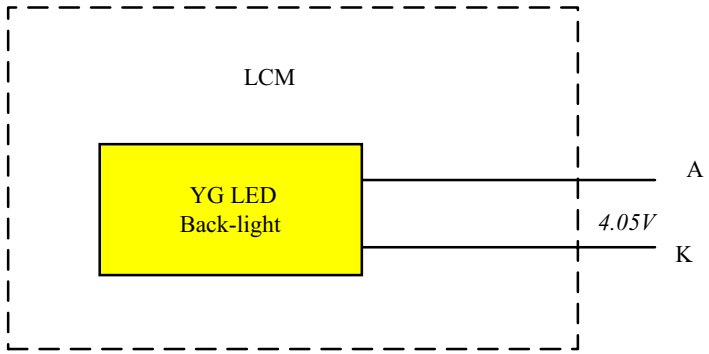 LCM
A
YG LED
Back-light
4.05V
K